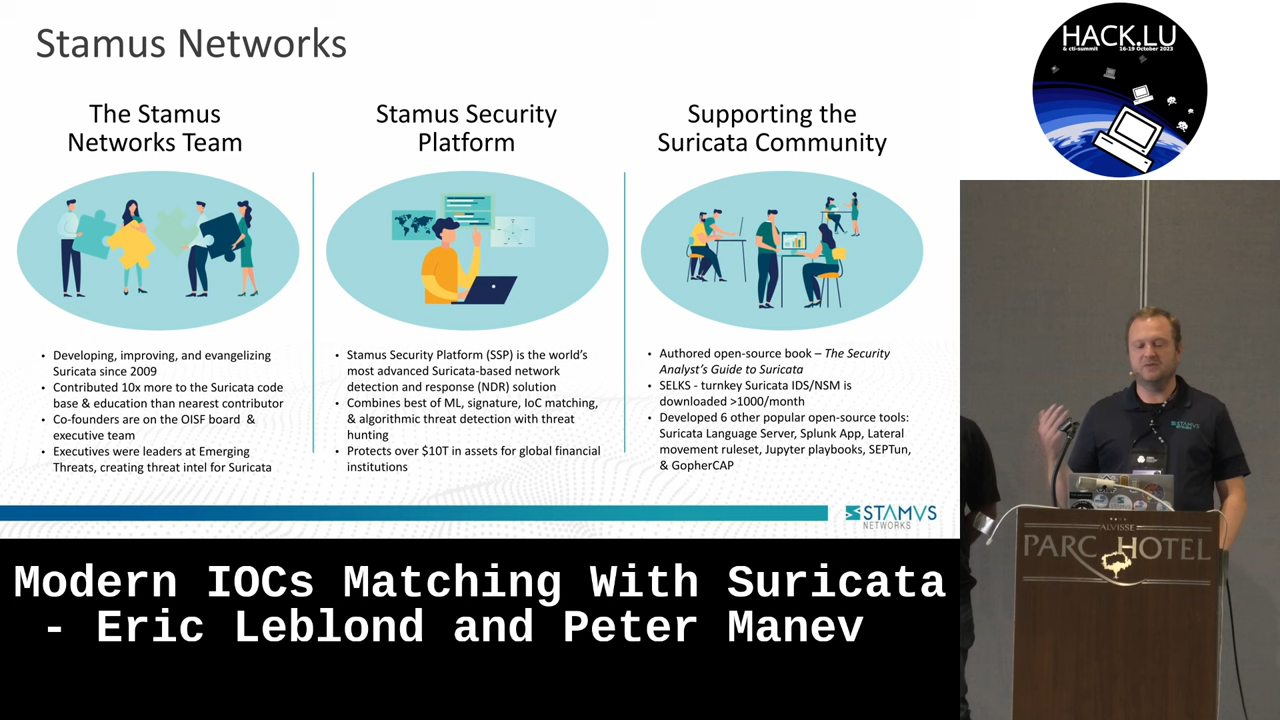 Stamus Networks
The Stamus
Networks Team
Stamus Security
Platform
Supporting the
Suricata Community
• Developing, improving, and evangelizing
Suricata since 2009
• Contributed 10x more to the Suricata code
base & education than nearest contributor
• Co-founders are on the OISF board &
executive team
• Executives were leaders at Emerging
Threats, creating threat intel for Suricata
• Stamus Security Platform (SSP) is the world's
most advanced Suricata-based network
detection and response (NDR) solution
• Combines best of ML, signature, IoC matching,
& algorithmic threat detection with threat
hunting
• Protects over $10T in assets for global financial
institutions
• Authored open-source book – The Security
Analyst's Guide to Suricata
• SELKS - turnkey Suricata IDS/NSM is
downloaded >1000/month
• Developed 6 other popular open-source tools:
Suricata Language Server, Splunk App, Lateral
movement ruleset, Jupyter playbooks, SEPTun,
& GopherCAP
STAMVS
NETWORKS
HACK.LU
& cti-summit 16-19 October 2023
STAMVS
ALVISSE
PARC HOTEL
Modern IOCs Matching With Suricata
- Eric Leblond and Peter Manev